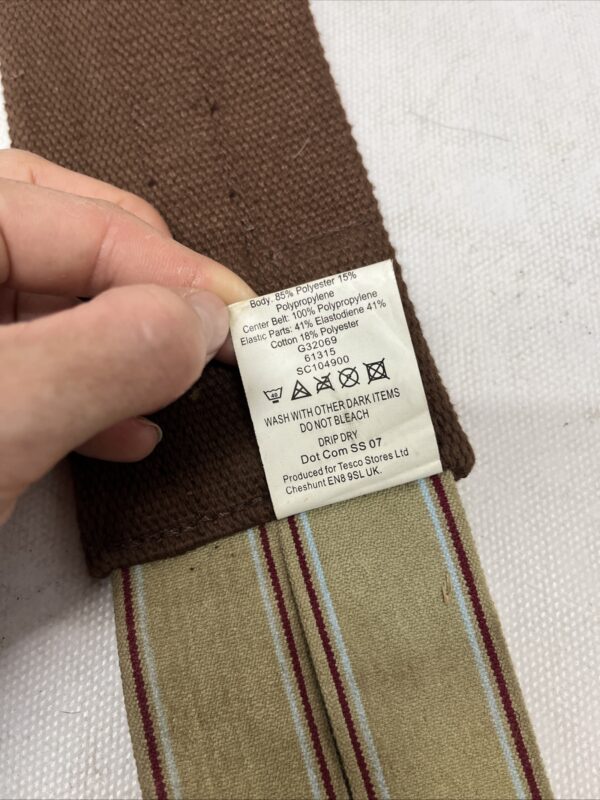 Body: 85% Polyester 15%
Polypropylene
Center Belt: 100% Polypropylene
Elastic Parts: 41% Elastodiene 41%
Cotton 18% Polyester
G32069
61315
SC104900
40
WASH WITH OTHER DARK ITEMS
DO NOT BLEACH
DRIP DRY
Dot Com SS 07
Produced for Tesco Stores Ltd
Cheshunt EN8 9SL UK.